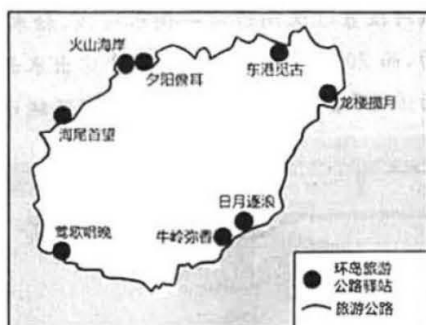 火山海岸
夕阳儋耳
东港觅古
龙楼揽月
海尾首望
日月逐浪
牛岭弥香
莺歌唱晚
环岛旅游
公路驿站
旅游公路